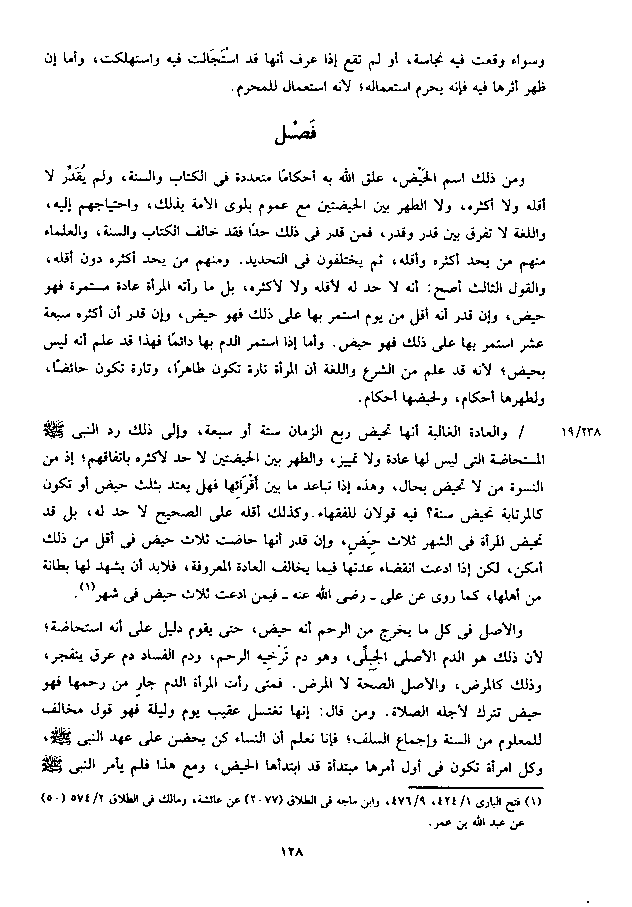 وسواء وقعت فيه نجاسة، أو لم تقع إذا عرف أنها قد استَحَالت فيه واستهلكت، وأما إن
ظهر أثرها فيه فإنه يحرم استعماله؛ لأنه استعمال للمحرم.
فَصْــل
ومن ذلك اسم الحَيْض، علق الله به أحكامًا متعددة في الكتاب والسنة، ولم يُقَدِّر لا
أقله ولا أكثره، ولا الطهر بين الحيضتين مع عموم بلوى الأمة بذلك، واحتياجهم إليه،
واللغة لا تفرق بين قدر وقدر، فمن قدر في ذلك حدًا فقد خالف الكتاب والسنة، والعلماء
منهم من يحد أكثره وأقله، ثم يختلفون في التحديد. ومنهم من يحد أكثره دون أقله،
والقول الثالث أصح: أنه لا حد له لأقله ولا لأكثره، بل ما رأته المرأة عادة مستمرة فهو
حيض، وإن قدر أنه أقل من يوم استمر بها على ذلك فهو حيض، وإن قدر أن أكثره سبعة
عشر استمر بها على ذلك فهو حيض. وأما إذا استمر الدم بها دائمًا فهذا قد علم أنه ليس
بحيض؛ لأنه قد علم من الشرع واللغة أن المرأة تارة تكون طاهرًا، وتارة تكون حائضًا،
ولطهرها أحكام، ولحيضها أحكام.
١٩/٢٣٨ / والعادة الغالبة أنها تحيض ربع الزمان ستة أو سبعة، وإلى ذلك رد النبي ﷺ
المستحاضة التي ليس لها عادة ولا تمييز، والطهر بين الحيضتين لا حد لأكثره باتفاقهم؛ إذ من
النسوة من لا تحيض بحال، وهذه إذا تباعد ما بين أقْرَائها فهل يعتد بثلث حيض أو تكون
كالمرتابة تحيض سنة؟ فيه قولان للفقهاء. وكذلك أقله على الصحيح لا حد له، بل قد
تحيض المرأة في الشهر ثلاث حِيَض، وإن قدر أنها حاضت ثلاث حيض في أقل من ذلك
أمكن، لكن إذا ادعت انقضاء عدتها فيما يخالف العادة المعروفة، فلابد أن يشهد لها بطانة
من أهلها، كما روى عن على ـ رضى الله عنه ـ فيمن ادعت ثلاث حيض في شهر(١).
والأصل في كل ما يخرج من الرحم أنه حيض، حتى يقوم دليل على أنه استحاضة؛
لأن ذلك هو الدم الأصلى الجِبِلِّى، وهو دم تَرْخِيه الرحم، ودم الفساد دم عرق ينفجر،
وذلك كالمرض، والأصل الصحة لا المرض. فمتى رأت المرأة الدم جارٍ من رحمها فهو
حيض تترك لأجله الصلاة. ومن قال: إنها تغتسل عقيب يوم وليلة فهو قول مخالف
للمعلوم من السنة وإجماع السلف؛ فإنا نعلم أن النساء كن يحضن على عهد النبي ﷺ،
وكل امرأة تكون في أول أمرها مبتدأة قد ابتدأها الحيض، ومع هذا فلم يأمر النبي ﷺ
(١) فتح البارى ٤٢٤/١، ٤٧٦/٩، وابن ماجه في الطلاق (٢٠٧٧) عن عائشة، ومالك في الطلاق ٥٧٤/٢ (٥٠)
عن عبد الله بن عمر.
١٢٨